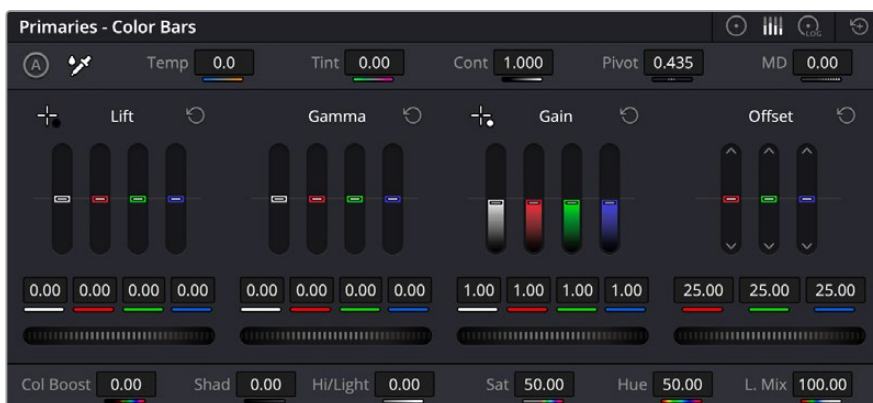 Primaries - Color Bars
LOG
A Temp 0.0 Tint 0.00 Cont 1.000 Pivot 0.435 MD 0.00
Lift Gamma Gain Offset
0.00 0.00 0.00 0.00 0.00 0.00 0.00 0.00 1.00 1.00 1.00 1.00 25.00 25.00 25.00
Col Boost 0.00 Shad 0.00 Hi/Light 0.00 Sat 50.00 Hue 50.00 L. Mix 100.00